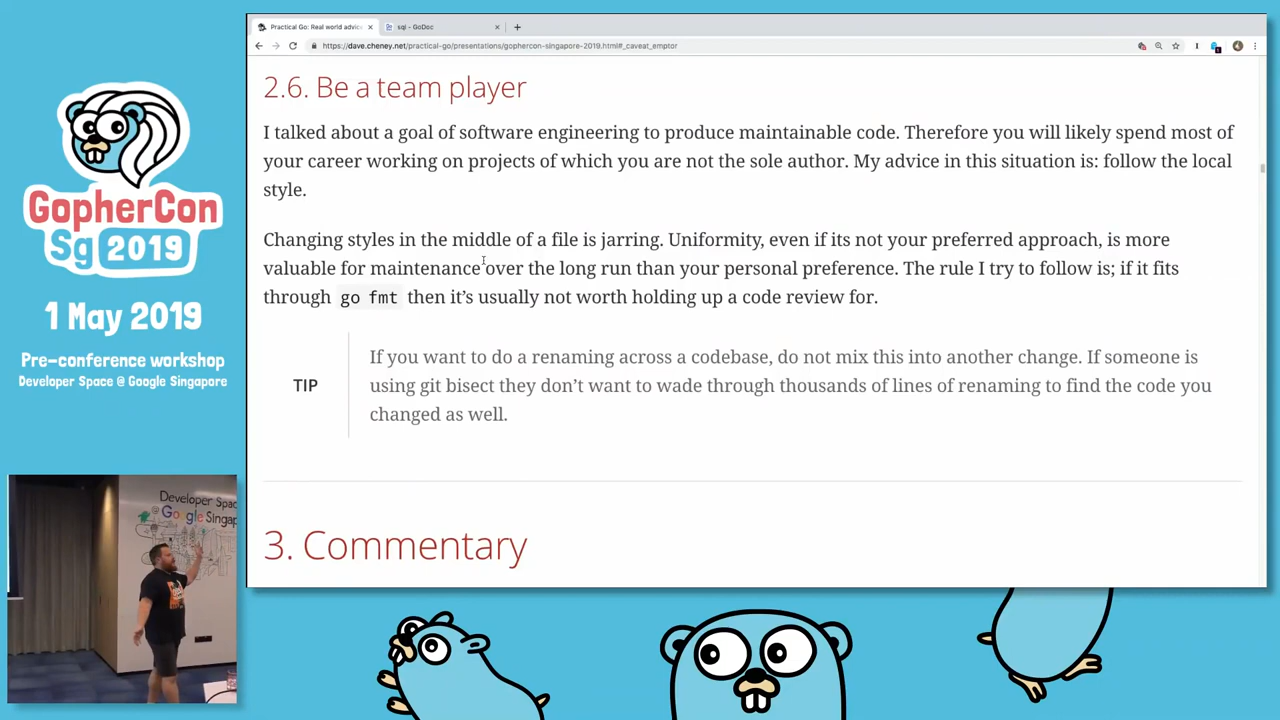 Practical Go: Real world advic
sql - GoDoc
https://dave.cheney.net/practical-go/presentations/gophercon-singapore-2019.html#_caveat_emptor
2.6. Be a team player
I talked about a goal of software engineering to produce maintainable code. Therefore you will likely spend most of
your career working on projects of which you are not the sole author. My advice in this situation is: follow the local
style.
Changing styles in the middle of a file is jarring. Uniformity, even if its not your preferred approach, is more
valuable for maintenance over the long run than your personal preference. The rule I try to follow is; if it fits
through go fmt then it’s usually not worth holding up a code review for.
TIP
If you want to do a renaming across a codebase, do not mix this into another change. If someone is
using git bisect they don’t want to wade through thousands of lines of renaming to find the code you
changed as well.
3. Commentary
GopherCon
Sg 2019
1 May 2019
Pre-conference workshop
Developer Space @ Google Singapore
Developer Spac
@ Google Singap